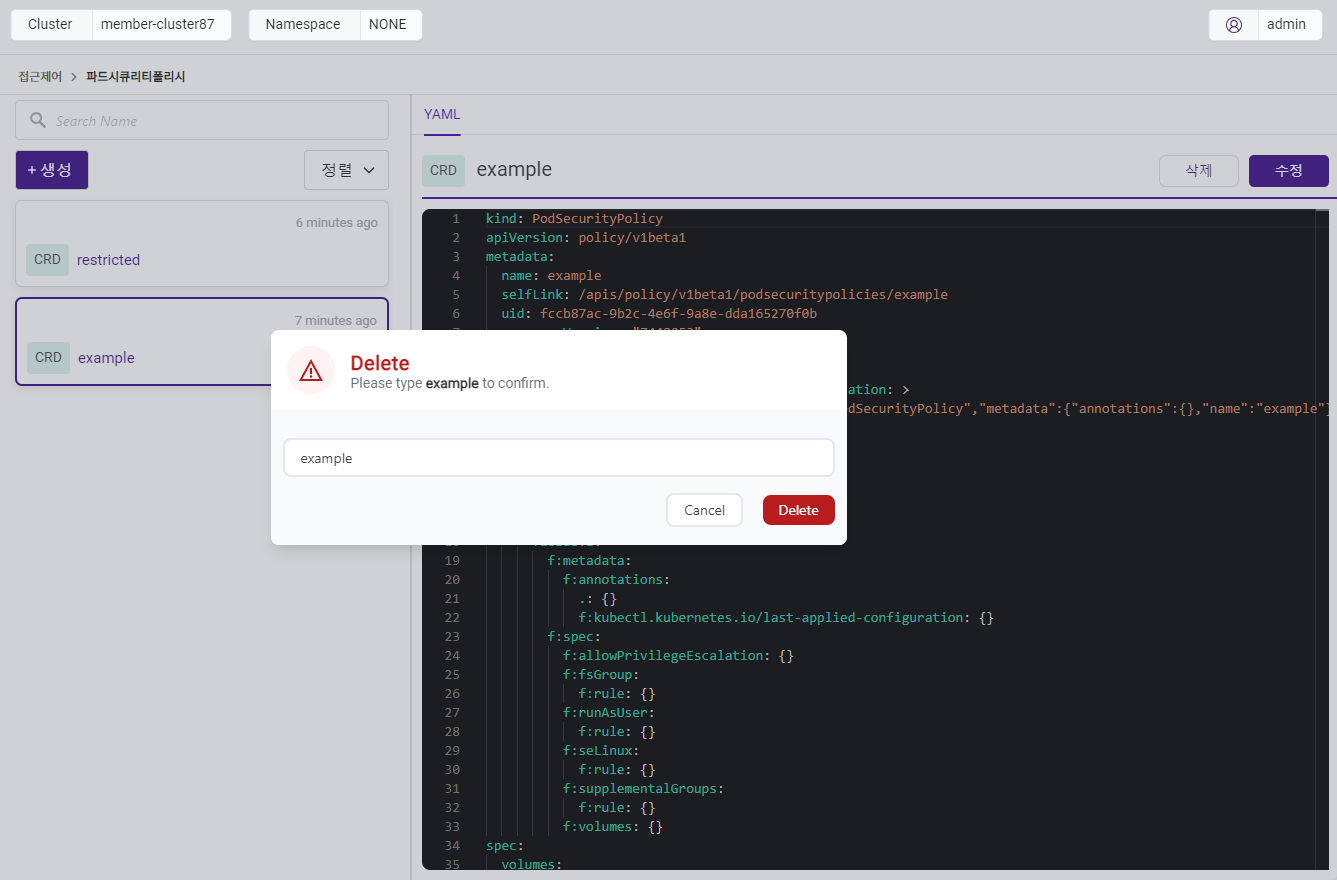 Cluster member-cluster87 Namespace NONE admin
접근제어 > 파드시큐리티폴리시
Search Name
+ 생성 정렬
6 minutes ago
CRD restricted
7 minutes ago
CRD example
YAML
CRD example 삭제 수정
1 kind: PodSecurityPolicy
2 apiVersion: policy/v1beta1
3 metadata:
4 name: example
5 selfLink: /apis/policy/v1beta1/podsecuritypolicies/example
6 uid: fccb87ac-9b2c-4e6f-9a8e-dda165270f0b
Delete
Please type example to confirm.
example
Cancel Delete
ation: >
dSecurityPolicy","metadata":{"annotations":{},"name":"example"}
19 f:metadata:
20 f:annotations:
21 .: {}
22 f:kubectl.kubernetes.io/last-applied-configuration: {}
23 f:spec:
24 f:allowPrivilegeEscalation: {}
25 f:fsGroup:
26 f:rule: {}
27 f:runAsUser:
28 f:rule: {}
29 f:seLinux:
30 f:rule: {}
31 f:supplementalGroups:
32 f:rule: {}
33 f:volumes: {}
34 spec:
35 volumes: